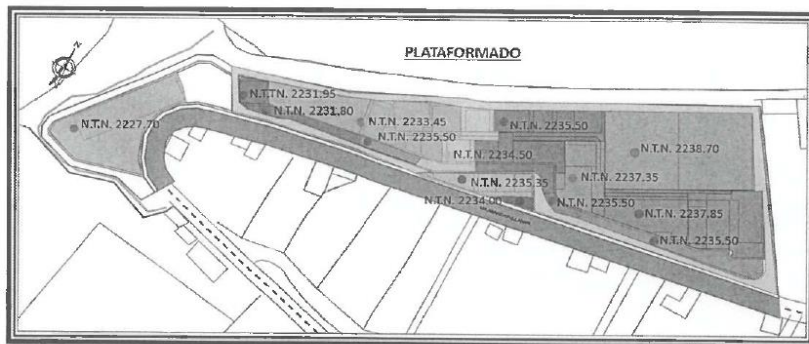 PLATAFORMADO
N
N.T.TN. 2231.95
N.T.N. 2231.80
N.T.N. 2227.70
N.T.N. 2233.45
N.T.N. 2235.50
N.T.N. 2235.50
N.T.N. 2234.50
N.T.N. 2238.70
N.T.N. 2235.35
N.T.N. 2237.35
N.T.N. 2234.00
N.T.N. 2235.50
N.T.N. 2237.85
N.T.N. 2235.50